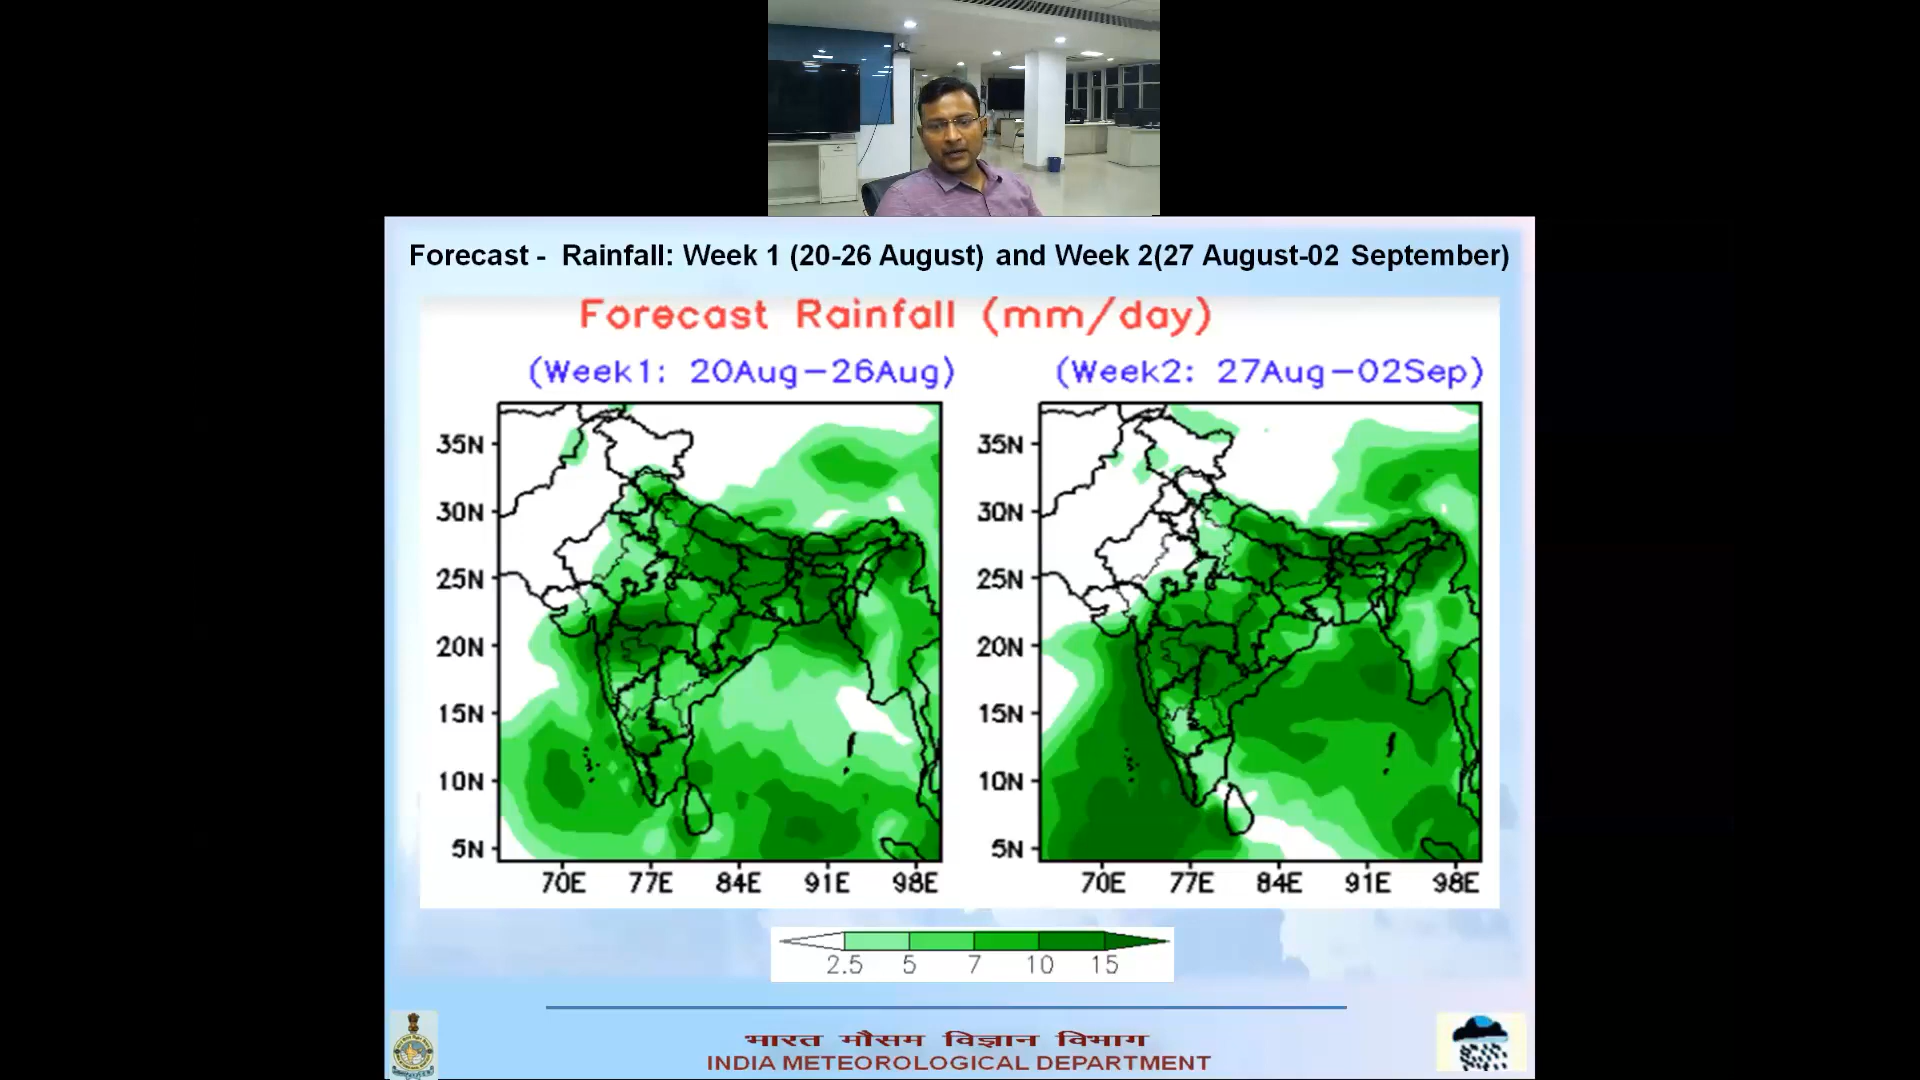 Forecast - Rainfall: Week 1 (20-26 August) and Week 2(27 August-02 September)
Forecast Rainfall (mm/day)
(Week1: 20Aug-26Aug)
35N
30N
25N
20N
15N
10N
5N
70E 77E 84E 91E 98E
(Week2: 27Aug-02Sep)
35N
30N
25N
20N
15N
10N
5N
70E 77E 84E 91E 98E
2.5 5 7 10 15
भारत मौसम विज्ञान विभाग
INDIA METEOROLOGICAL DEPARTMENT